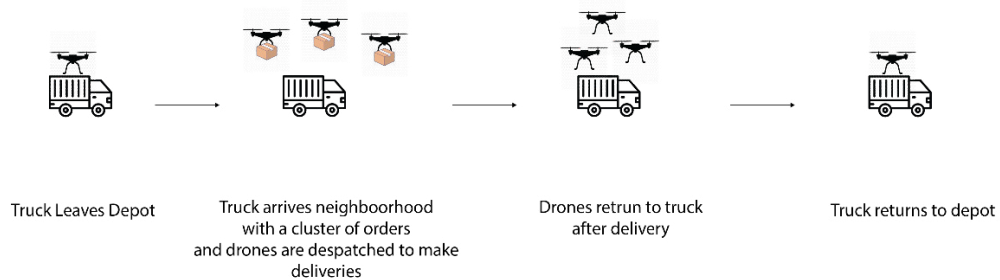 Truck Leaves Depot
Truck arrives neighboorhood
with a cluster of orders
and drones are despatched to make
deliveries
Drones retrun to truck
after delivery
Truck returns to depot